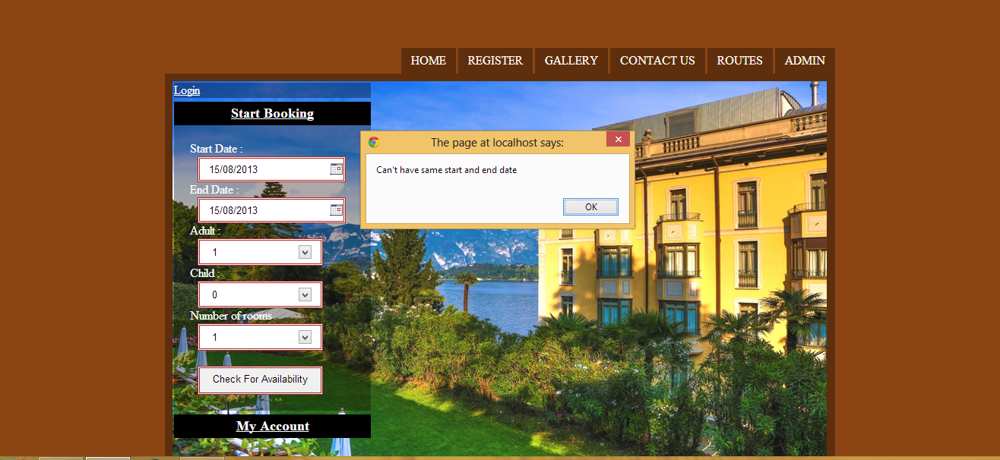 HOME REGISTER GALLERY CONTACT US ROUTES ADMIN
Login
Start Booking
The page at localhost says:
Can't have same start and end date
OK
Start Date :
15/08/2013
End Date :
15/08/2013
Adult :
1
Child :
0
Number of rooms
1
Check For Availability
My Account